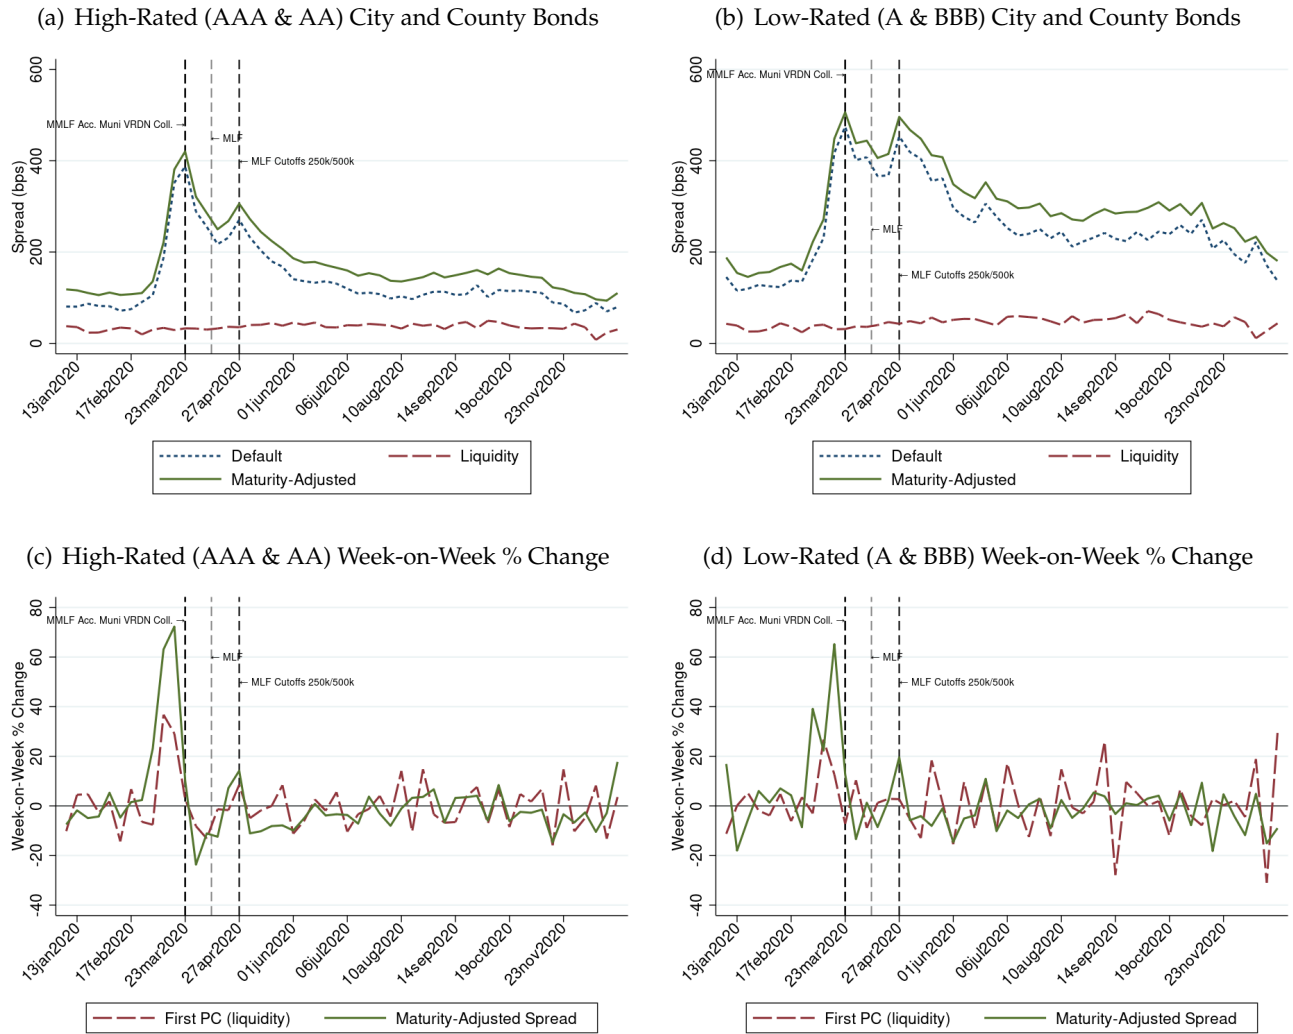 (a) High-Rated (AAA & AA) City and County Bonds
Spread (bps)
600
400
200
0
MMLF Acc. Muni VRDN Coll. →
← MLF
← MLF Cutoffs 250k/500k
13jan2020 17feb2020 23mar2020 27apr2020 01jun2020 06jul2020 10aug2020 14sep2020 19oct2020 23nov2020
Default Liquidity
Maturity-Adjusted
(b) Low-Rated (A & BBB) City and County Bonds
Spread (bps)
600
400
200
0
MMLF Acc. Muni VRDN Coll. →
← MLF
← MLF Cutoffs 250k/500k
13jan2020 17feb2020 23mar2020 27apr2020 01jun2020 06jul2020 10aug2020 14sep2020 19oct2020 23nov2020
Default Liquidity
Maturity-Adjusted
(c) High-Rated (AAA & AA) Week-on-Week % Change
Week-on-Week % Change
80
60
40
20
0
-20
-40
MMLF Acc. Muni VRDN Coll. →
← MLF
← MLF Cutoffs 250k/500k
13jan2020 17feb2020 23mar2020 27apr2020 01jun2020 06jul2020 10aug2020 14sep2020 19oct2020 23nov2020
First PC (liquidity) Maturity-Adjusted Spread
(d) Low-Rated (A & BBB) Week-on-Week % Change
Week-on-Week % Change
80
60
40
20
0
-20
-40
MMLF Acc. Muni VRDN Coll. →
← MLF
← MLF Cutoffs 250k/500k
13jan2020 17feb2020 23mar2020 27apr2020 01jun2020 06jul2020 10aug2020 14sep2020 19oct2020 23nov2020
First PC (liquidity) Maturity-Adjusted Spread